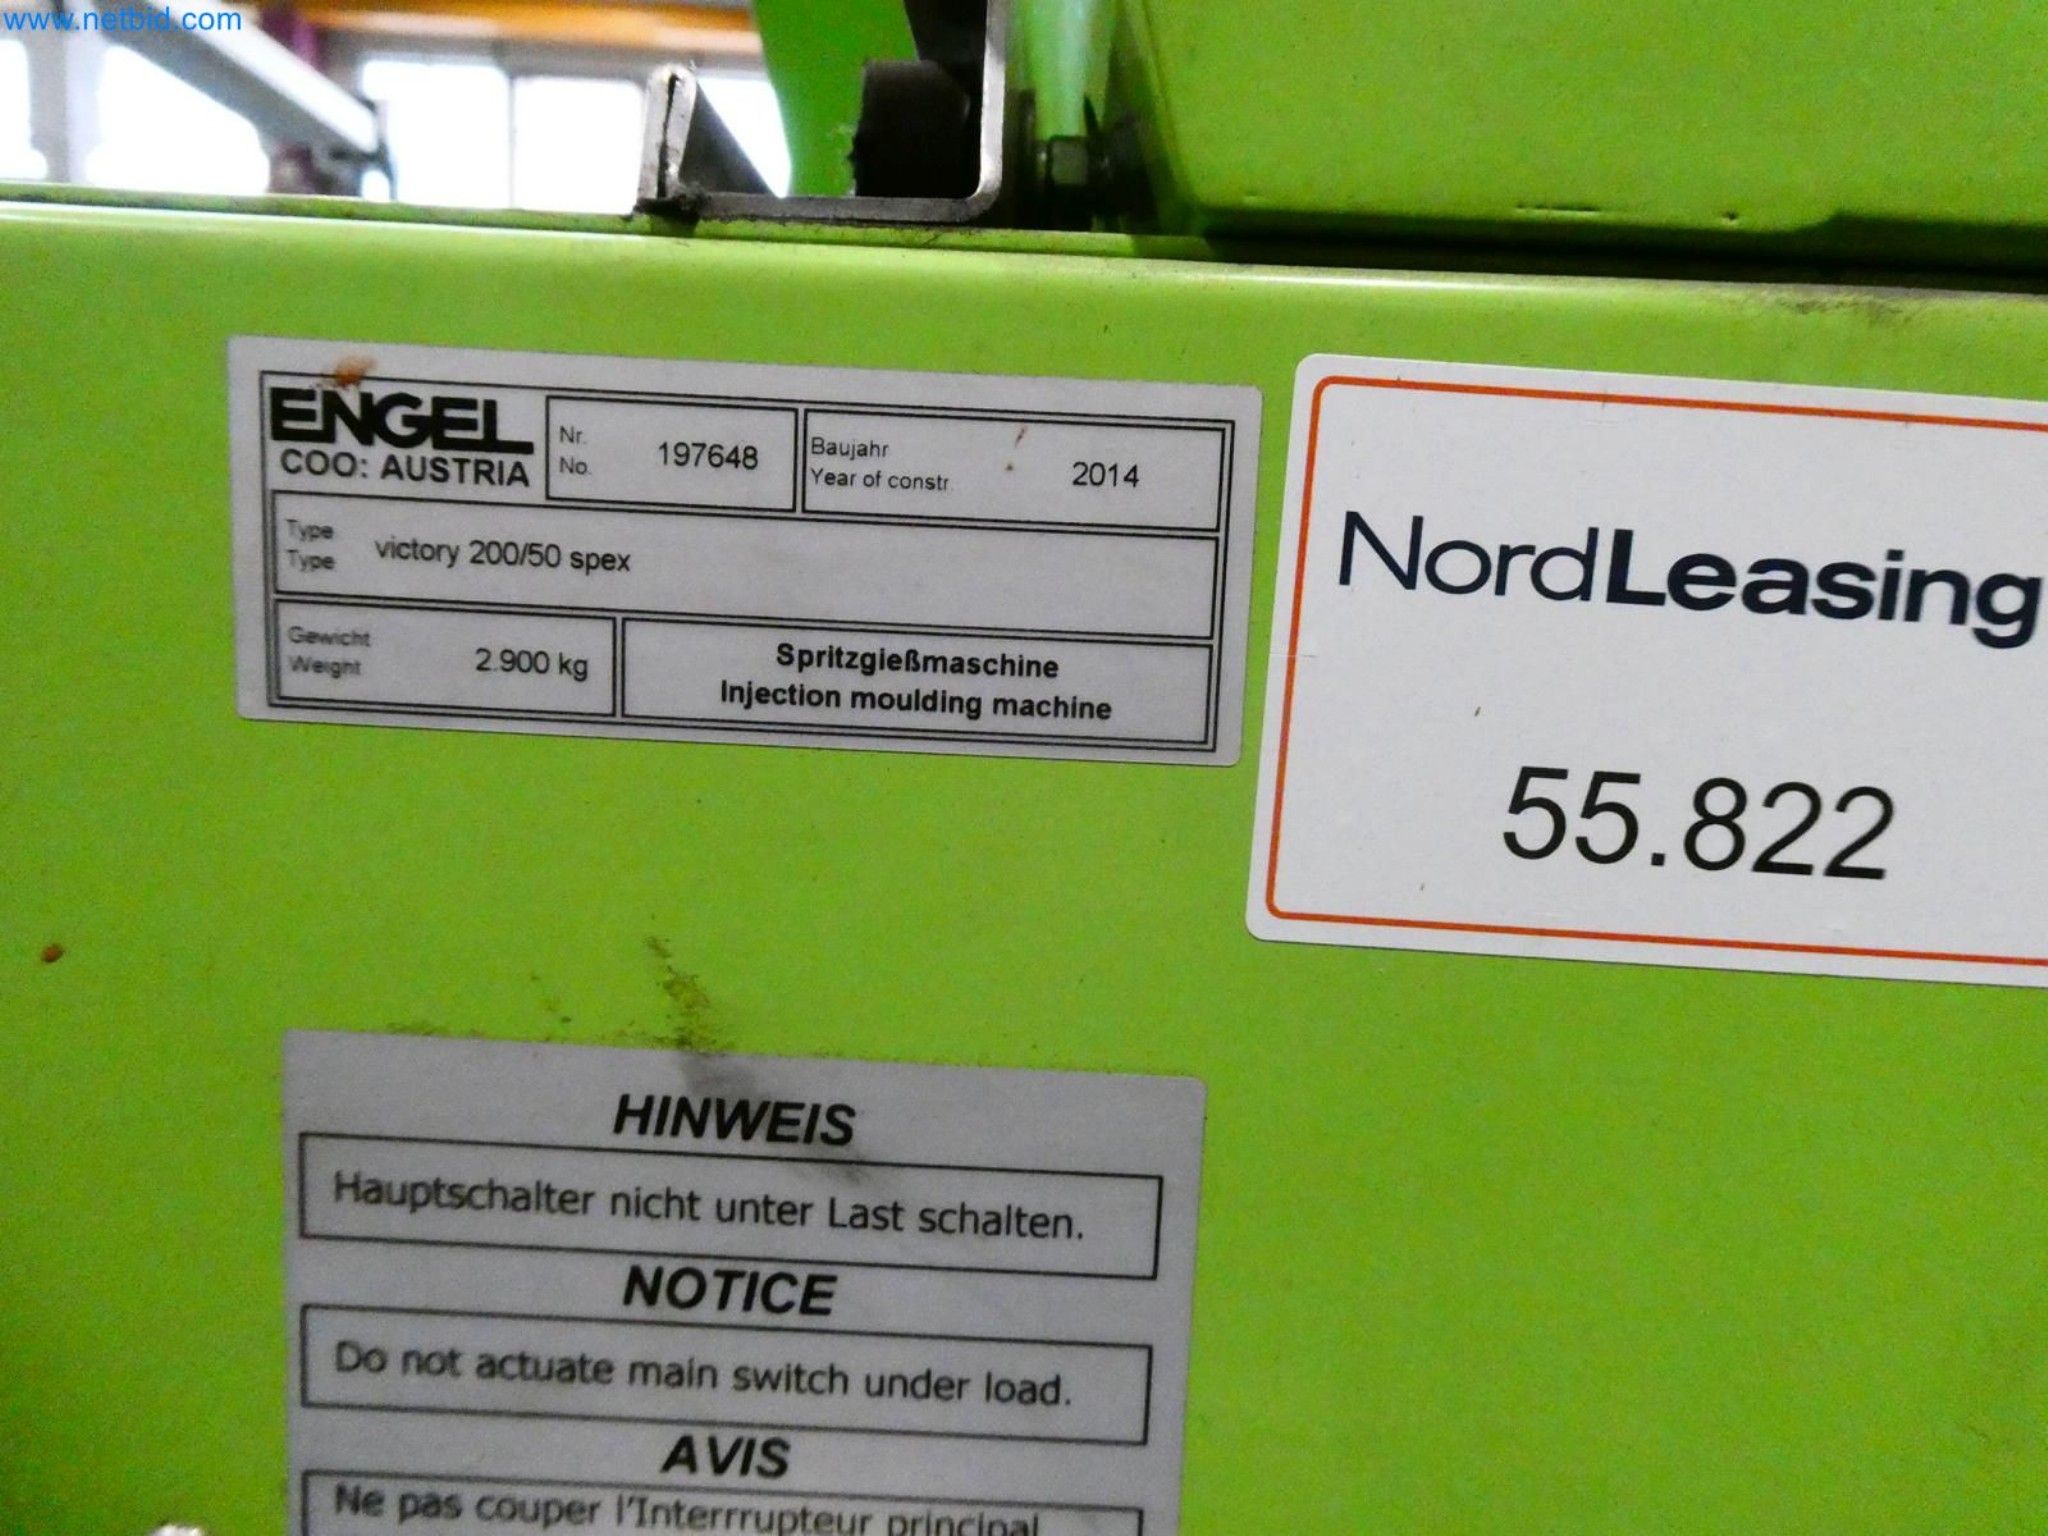 www.netbid.com
ENGEL
COO: AUSTRIA
Nr.
No.
197648
Baujahr
Year of constr.
2014
Type
Type
victory 200/50 spex
Gewicht
Weight
2.900 kg
Spritzgießmaschine
Injection moulding machine
NordLeasing
55.822
HINWEIS
Hauptschalter nicht unter Last schalten.
NOTICE
Do not actuate main switch under load.
AVIS
Ne pas couper l'Interrrupteur principal